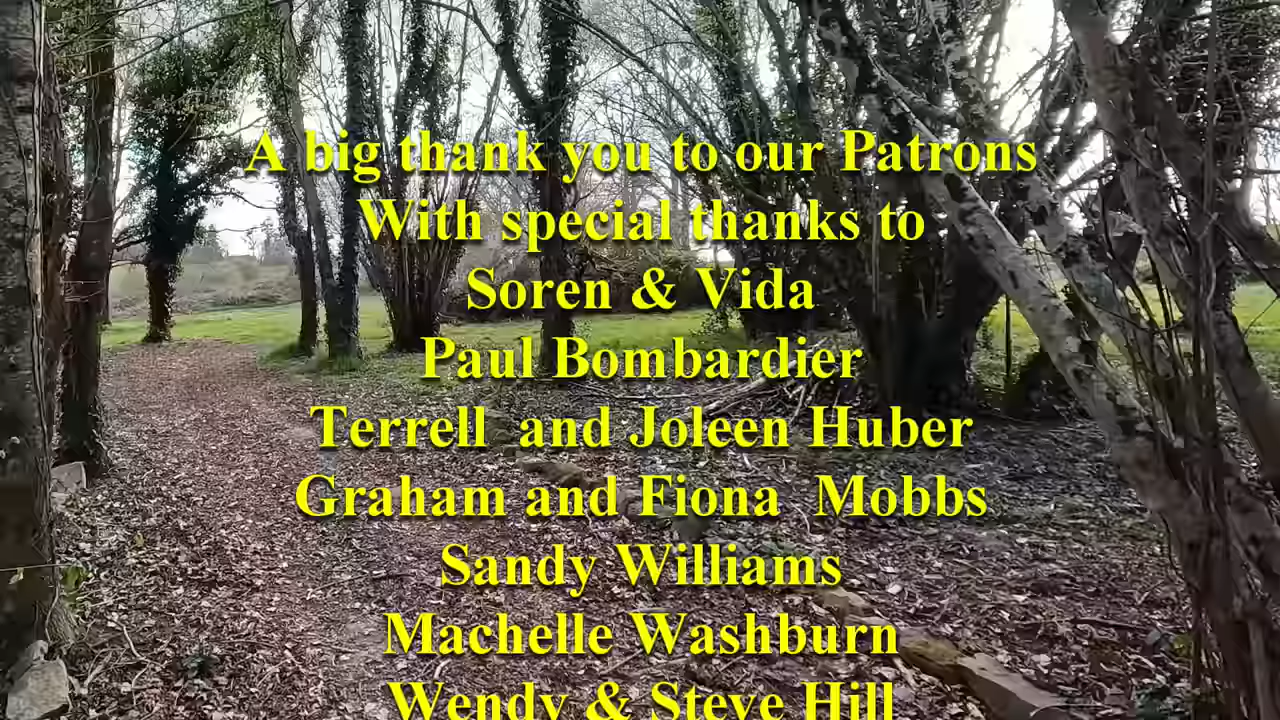 A big thank you to our Patrons
With special thanks to
Soren & Vida
Paul Bombardier
Terrell  and Joleen Huber
Graham and Fiona  Mobbs
Sandy Williams
Machelle Washburn
Wendy & Steve Hill